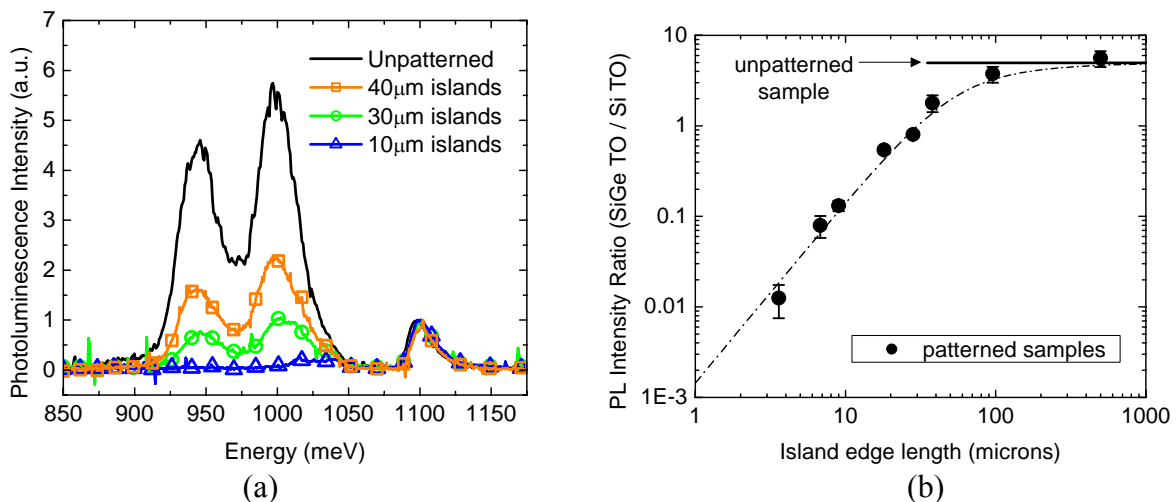 7
6
5
4
3
2
1
0
Photoluminescence Intensity (a.u.)
Unpatterned
40μm islands
30μm islands
10μm islands
850 900 950 1000 1050 1100 1150
Energy (meV)
(a)
10
1
0.1
0.01
1E-3
PL Intensity Ratio (SiGe TO / Si TO)
unpatterned
sample
patterned samples
1 10 100 1000
Island edge length (microns)
(b)